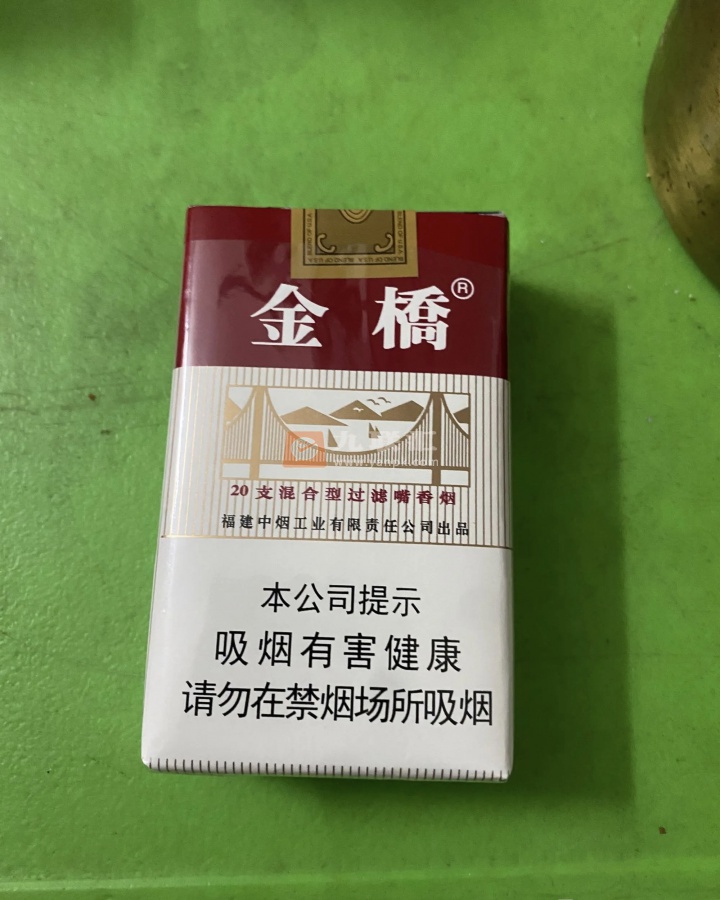 BLEND OF U.S.A
金橋®
20支混合型过滤嘴香烟
福建中烟工业有限责任公司出品
本公司提示
吸烟有害健康
请勿在禁烟场所吸烟